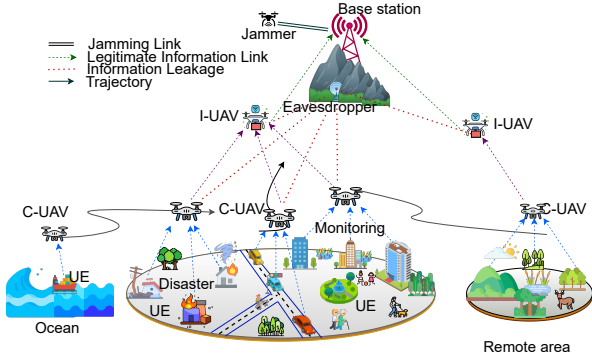 Base station
Jammer
Jamming Link
Legitimate Information Link
Information Leakage
Trajectory
Eavesdropper
I-UAV
I-UAV
C-UAV
C-UAV
C-UAV
Monitoring
UE
Disaster
UE
UE
Ocean
Remote area